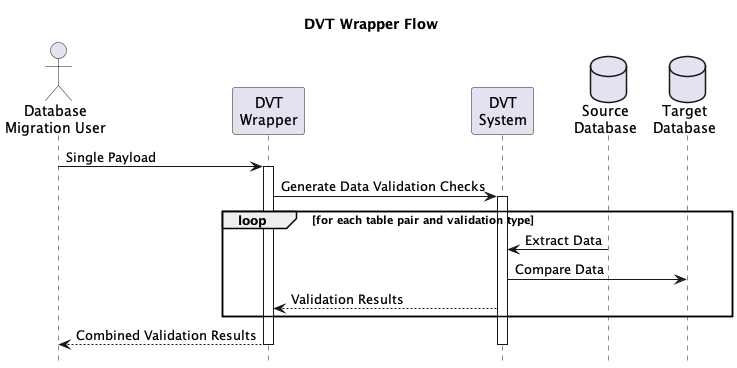 DVT Wrapper Flow
Database
Migration User
DVT
Wrapper
DVT
System
Source
Database
Target
Database
Single Payload
Generate Data Validation Checks
loop
[for each table pair and validation type]
Extract Data
Compare Data
Validation Results
Combined Validation Results